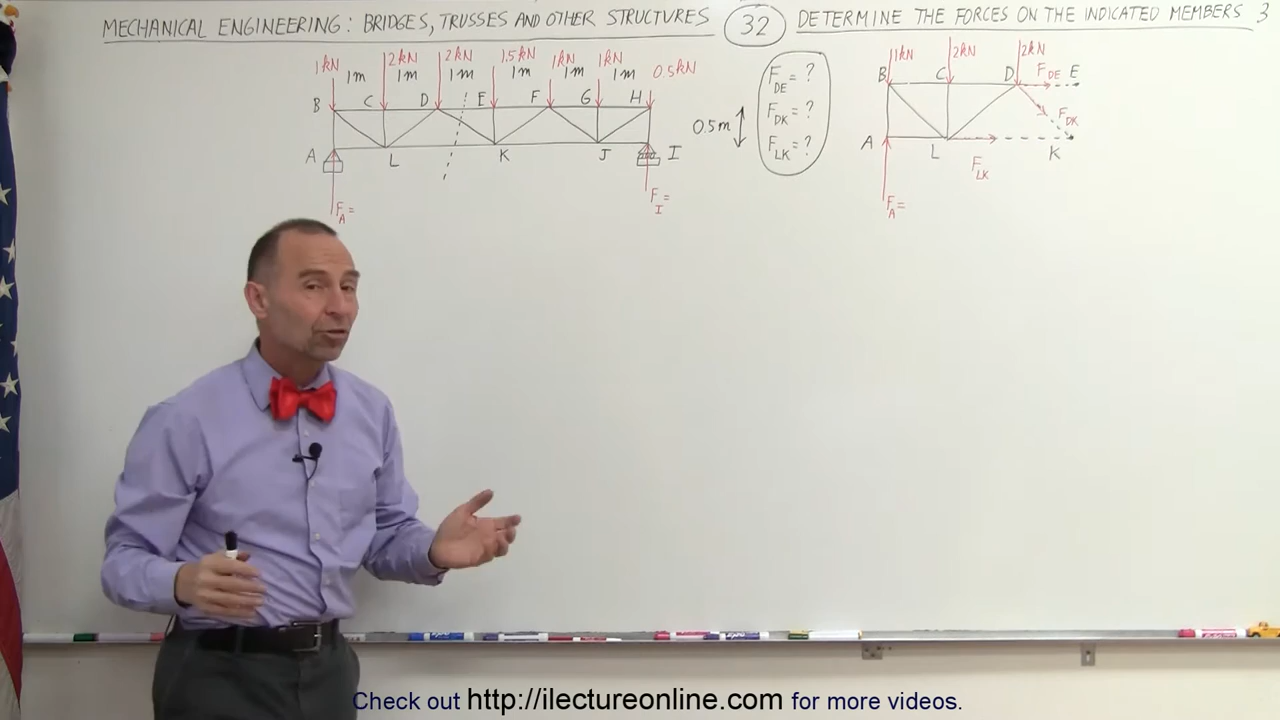 MECHANICAL ENGINEERING: BRIDGES, TRUSSES AND OTHER STRUCTURES 32 DETERMINE THE FORCES ON THE INDICATED MEMBERS 3
1kN 2kN 2kN 1.5kN 1kN 1kN 0.5kN
1m 1m 1m 1m 1m 1m
B C D E F G H
A L K J I
F_A =
F_I =
0.5m
F_DE = ?
F_DK = ?
F_LK = ?
1kN 2kN 2kN
B C D F_DE E
F_DK
A L K
F_LK
F_A =
Check out http://ilectureonline.com for more videos.